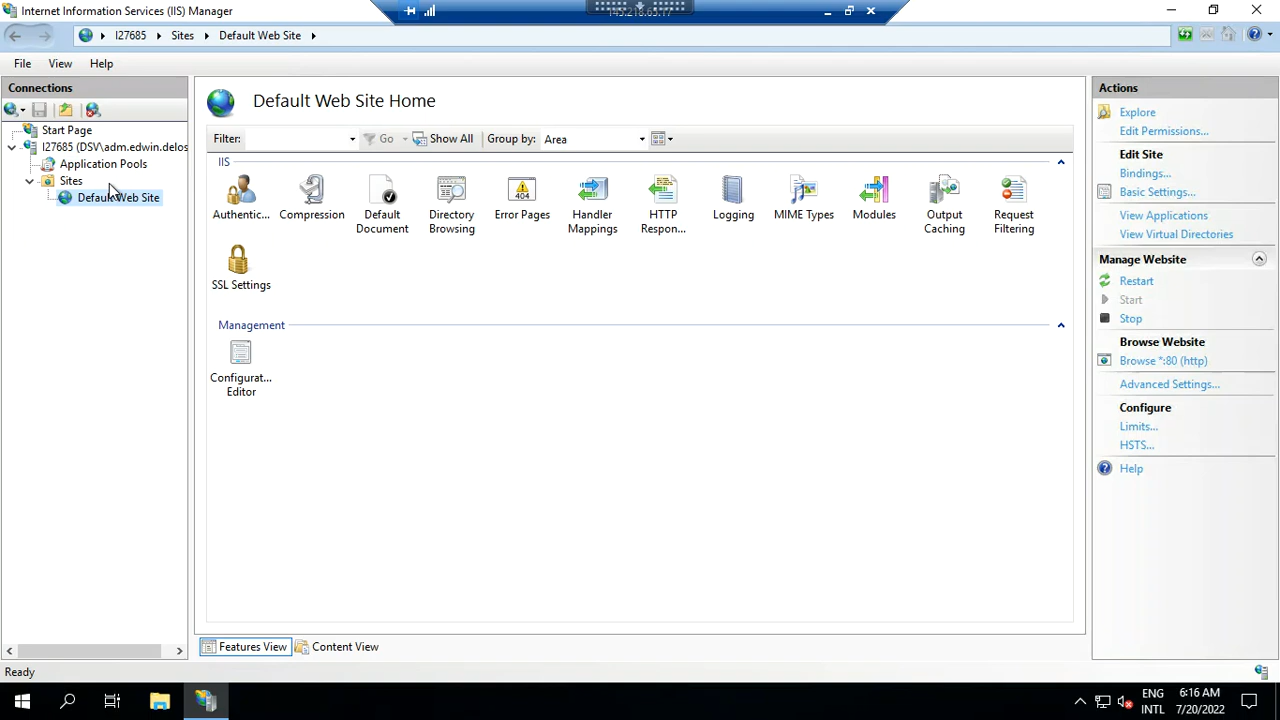 Internet Information Services (IIS) Manager
I27685
Sites
Default Web Site
File
View
Help
Connections
Start Page
I27685 (DSV\adm.edwin.delos
Application Pools
Sites
Default Web Site
Default Web Site Home
Filter:
Go
Show All
Group by:
Area
IIS
Authentic...
Compression
Default
Document
Directory
Browsing
Error Pages
Handler
Mappings
HTTP
Respon...
Logging
MIME Types
Modules
Output
Caching
Request
Filtering
SSL Settings
Management
Configurat...
Editor
Features View
Content View
Actions
Explore
Edit Permissions...
Edit Site
Bindings...
Basic Settings...
View Applications
View Virtual Directories
Manage Website
Restart
Start
Stop
Browse Website
Browse *:80 (http)
Advanced Settings...
Configure
Limits...
HSTS...
Help
Ready
ENG
INTL
6:16 AM
7/20/2022